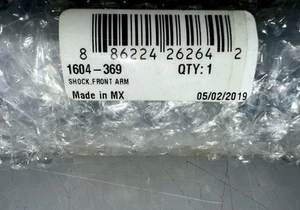 8 86224 26264 2
1604-369 QTY: 1
SHOCK,FRONT ARM
Made in MX 05/02/2019